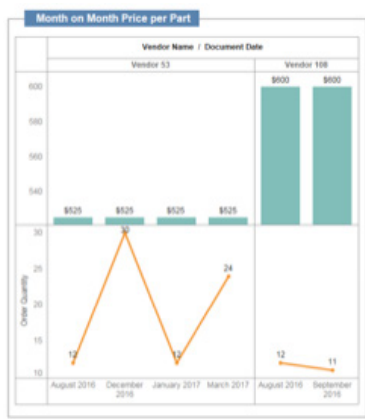 Month on Month Price per Part
Vendor Name / Document Date
Vendor 53 Vendor 108
$600 $600
600
580
560
540
$525 $525 $525 $525
30 30
25 24
20
15
12 12 12 11
10
Order Quantity
August 2016 December 2016 January 2017 March 2017 August 2016 September 2016